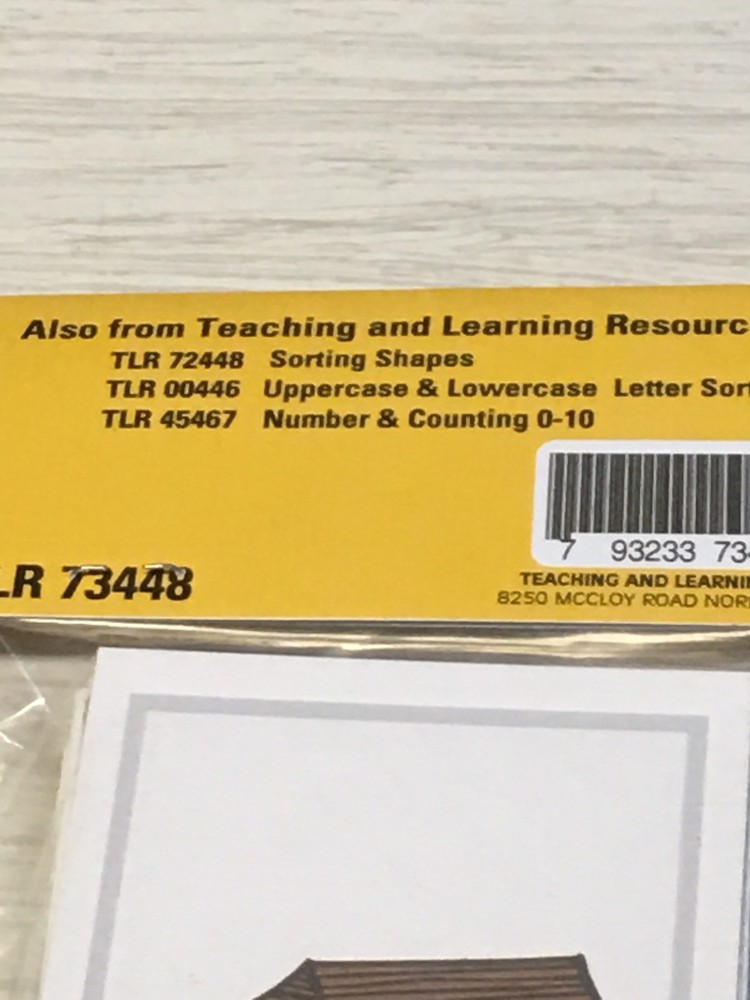 Also from Teaching and Learning Resourc
TLR 72448 Sorting Shapes
TLR 00446 Uppercase & Lowercase Letter Sort
TLR 45467 Number & Counting 0-10
7 93233 734
LR 73448
TEACHING AND LEARNIN
8250 MCCLOY ROAD NOR